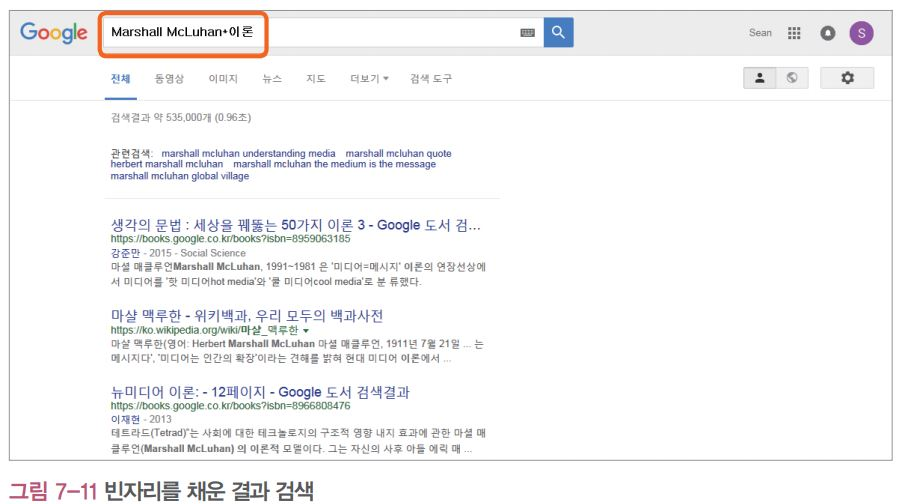 Google Marshall McLuhan+이론 Sean S
전체 동영상 이미지 뉴스 지도 더보기 검색 도구
검색결과 약 535,000개 (0.96초)
관련검색: marshall mcluhan understanding media marshall mcluhan quote
herbert marshall mcluhan marshall mcluhan the medium is the message
marshall mcluhan global village
생각의 문법 : 세상을 꿰뚫는 50가지 이론 3 - Google 도서 검...
https://books.google.co.kr/books?isbn=8959063185
강준만 - 2015 - Social Science
마셜 매클루언Marshall McLuhan, 1991~1981 은 '미디어=메시지' 이론의 연장선상에
서 미디어를 '핫 미디어hot media'와 '쿨 미디어cool media'로 분 류했다.
마샬 맥루한 - 위키백과, 우리 모두의 백과사전
https://ko.wikipedia.org/wiki/마샬_맥루한
마샬 맥루한(영어: Herbert Marshall McLuhan 마셜 매클루언, 1911년 7월 21일 ... 는
메시지다', '미디어는 인간의 확장'이라는 견해를 밝혀 현대 미디어 이론에서 ...
뉴미디어 이론: - 12페이지 - Google 도서 검색결과
https://books.google.co.kr/books?isbn=8966808476
이재현 - 2013
테트라드(Tetrad)"는 사회에 대한 테크놀로지의 구조적 영향 내지 효과에 관한 마셜 매
클루언(Marshall McLuhan) 의 이론적 모델이다. 그는 자신의 사후 아들 에릭 매 ...
그림 7-11 빈자리를 채운 결과 검색